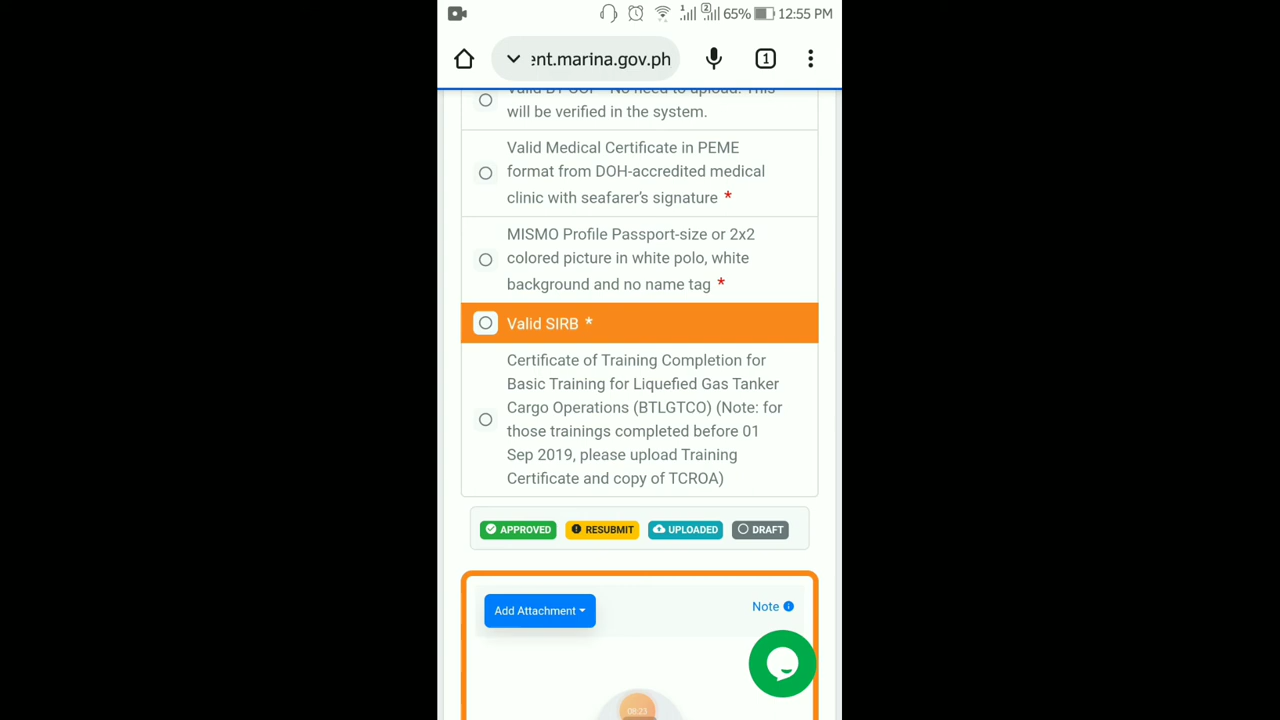 65% 12:55 PM
ent.marina.gov.ph 1
will be verified in the system.
Valid Medical Certificate in PEME
format from DOH-accredited medical
clinic with seafarer's signature *
MISMO Profile Passport-size or 2x2
colored picture in white polo, white
background and no name tag *
Valid SIRB *
Certificate of Training Completion for
Basic Training for Liquefied Gas Tanker
Cargo Operations (BTLGTCO) (Note: for
those trainings completed before 01
Sep 2019, please upload Training
Certificate and copy of TCROA)
APPROVED RESUBMIT UPLOADED DRAFT
Add Attachment Note
08:23